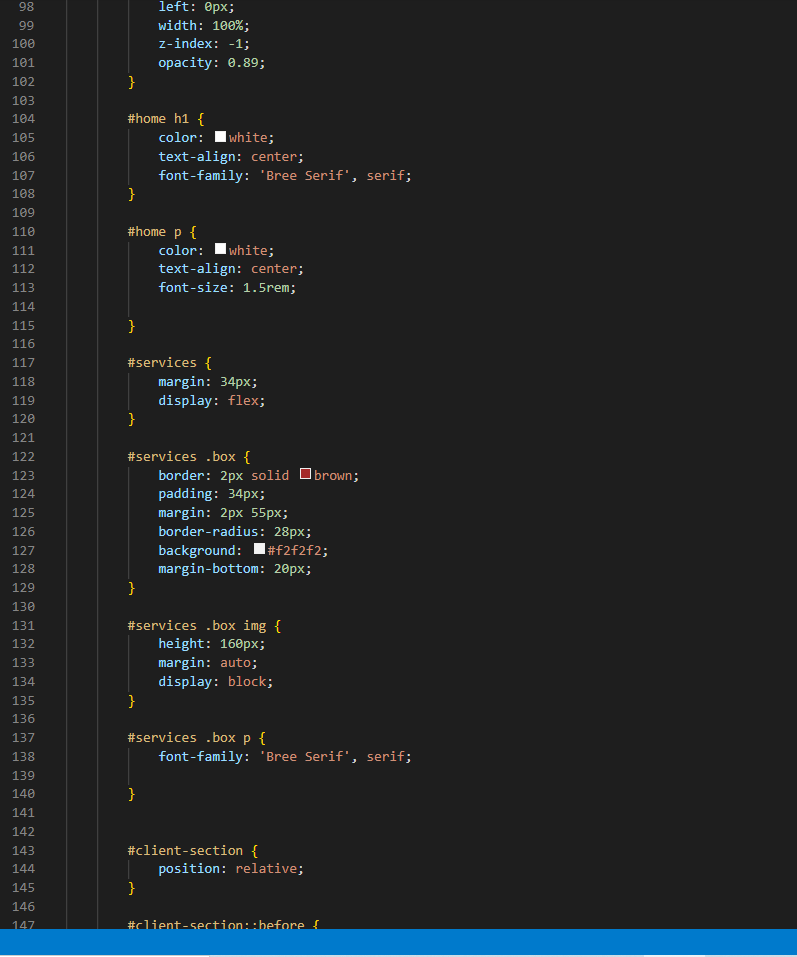 98 left: 0px;
99 width: 100%;
100 z-index: -1;
101 opacity: 0.89;
102 }
103
104 #home h1 {
105 color: white;
106 text-align: center;
107 font-family: 'Bree Serif', serif;
108 }
109
110 #home p {
111 color: white;
112 text-align: center;
113 font-size: 1.5rem;
114
115 }
116
117 #services {
118 margin: 34px;
119 display: flex;
120 }
121
122 #services .box {
123 border: 2px solid brown;
124 padding: 34px;
125 margin: 2px 55px;
126 border-radius: 28px;
127 background: #f2f2f2;
128 margin-bottom: 20px;
129 }
130
131 #services .box img {
132 height: 160px;
133 margin: auto;
134 display: block;
135 }
136
137 #services .box p {
138 font-family: 'Bree Serif', serif;
139
140 }
141
142
143 #client-section {
144 position: relative;
145 }
146
147 #client-section::before {